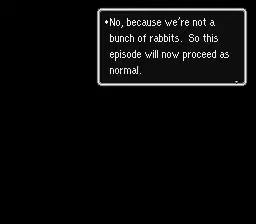 •No, because we're not a
bunch of rabbits. So this
episode will now proceed as
normal.